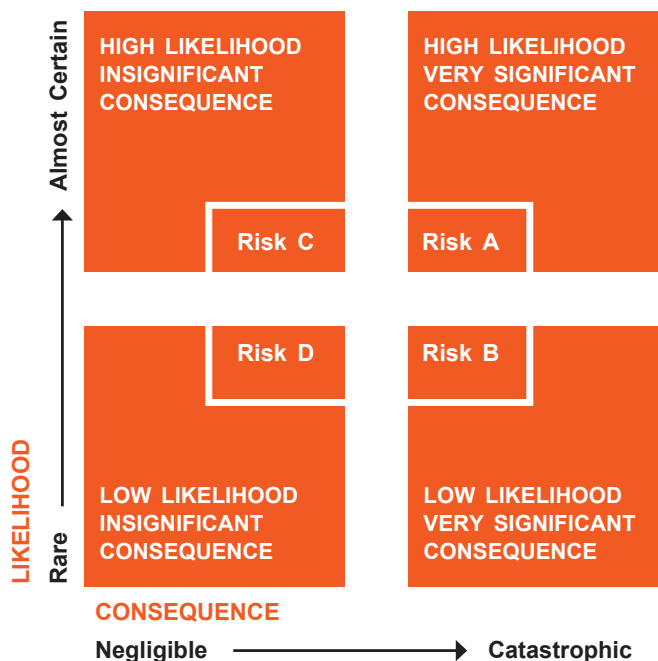 HIGH LIKELIHOOD
INSIGNIFICANT
CONSEQUENCE
Risk C
HIGH LIKELIHOOD
VERY SIGNIFICANT
CONSEQUENCE
Risk A
Risk D
LOW LIKELIHOOD
INSIGNIFICANT
CONSEQUENCE
Risk B
LOW LIKELIHOOD
VERY SIGNIFICANT
CONSEQUENCE
LIKELIHOOD
Rare
Almost Certain
CONSEQUENCE
Negligible
Catastrophic